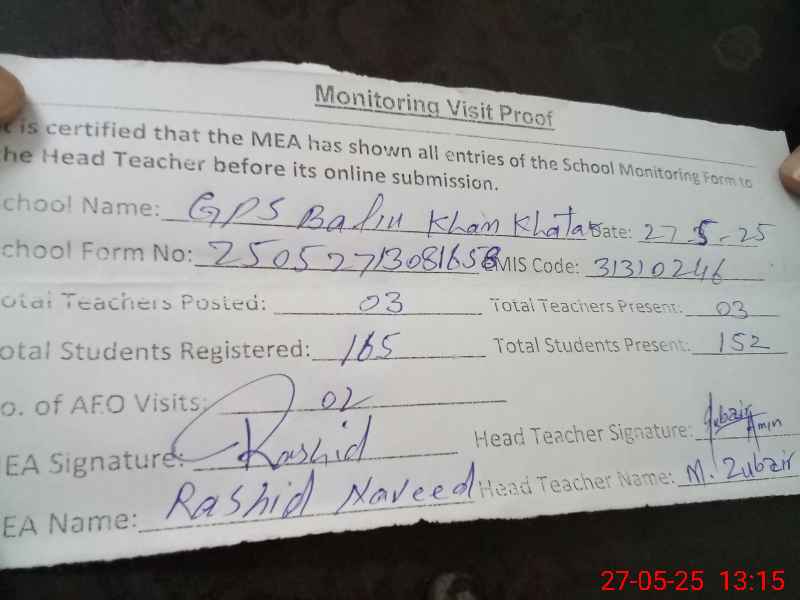 Monitoring Visit Proof
t is certified that the MEA has shown all entries of the School Monitoring Form to
he Head Teacher before its online submission.
chool Name: GPS Khan Khatak Date: 27-5-25
chool Form No: 25052713081658 EMIS Code: 31310246
otal Teachers Posted: 03 Total Teachers Present: 03
otal Students Registered: 165 Total Students Present: 152
o. of AEO Visits: 02
EA Signature: Rashid Head Teacher Signature: Zubair Amin
EA Name: Rashid Naveed Head Teacher Name: M. Zubair
27-05-25 13:15